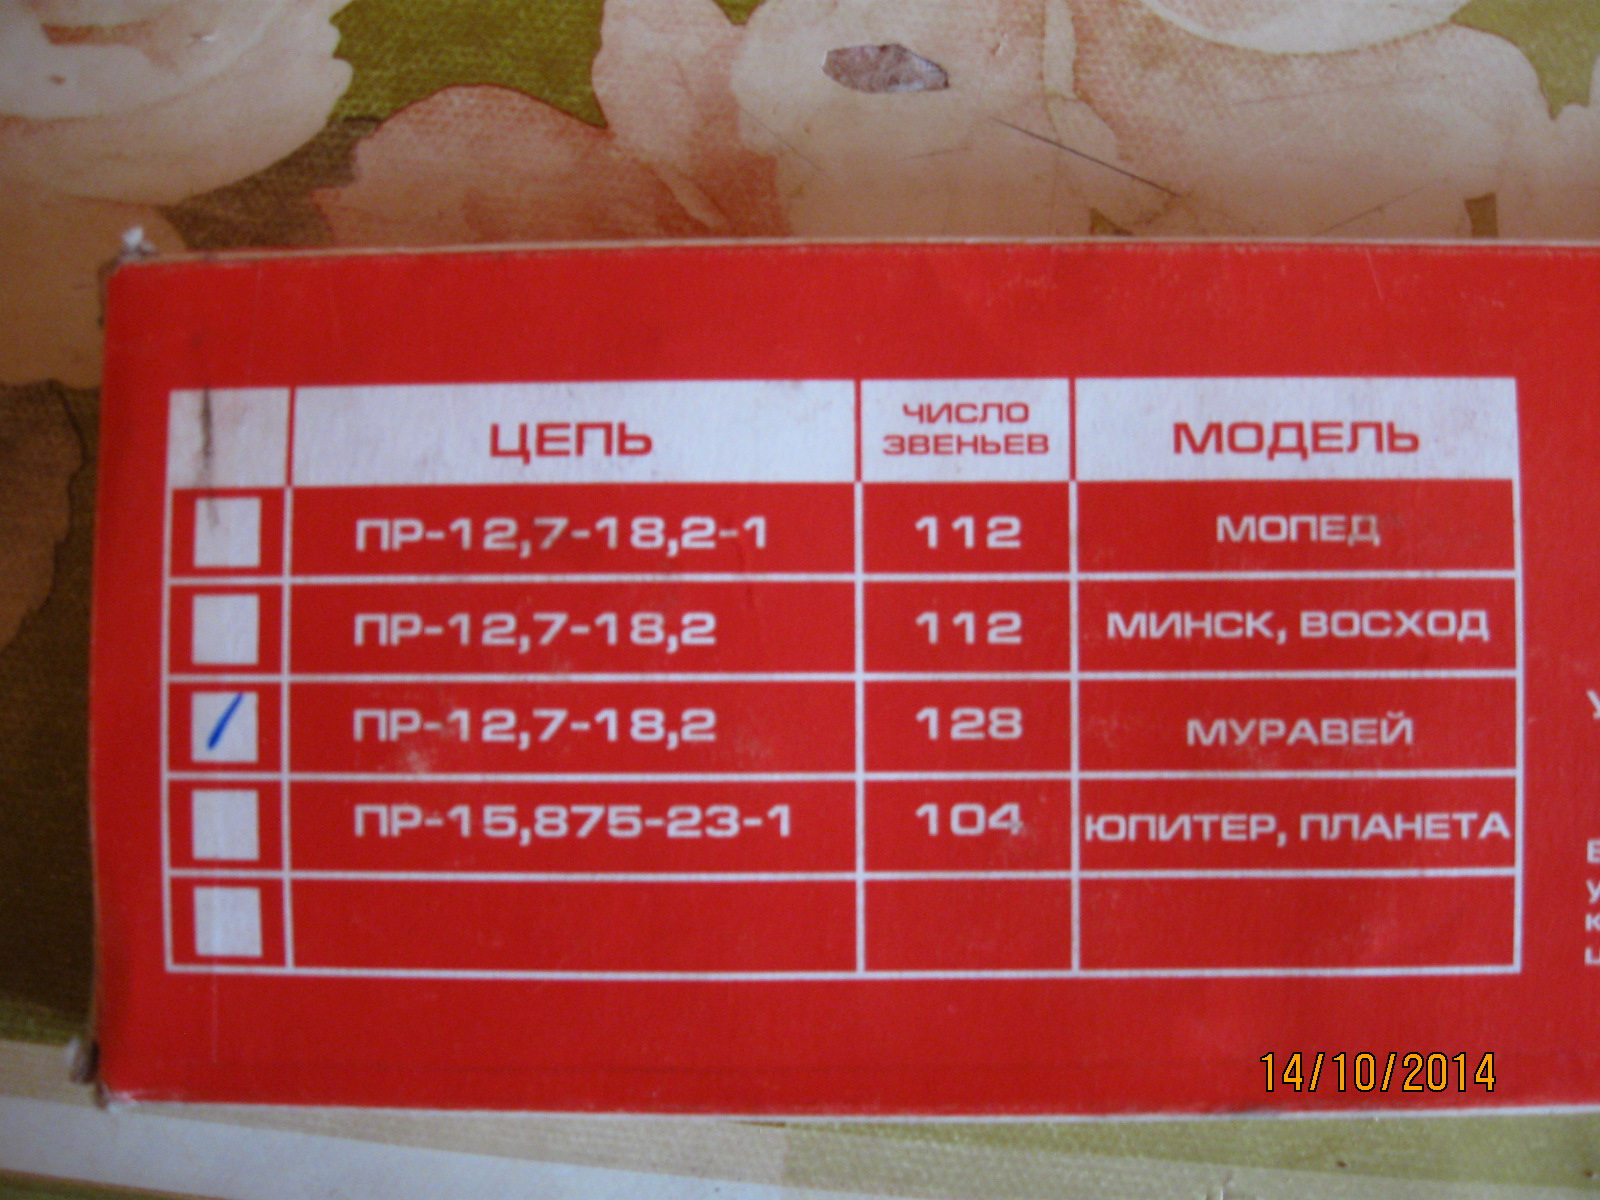 ЦЕПЬ ЧИСЛО ЗВЕНЬЕВ МОДЕЛЬ
ПР-12,7-18,2-1 112 МОПЕД
ПР-12,7-18,2 112 МИНСК, ВОСХОД
ПР-12,7-18,2 128 МУРАВЕЙ
ПР-15,875-23-1 104 ЮПИТЕР, ПЛАНЕТА
14/10/2014